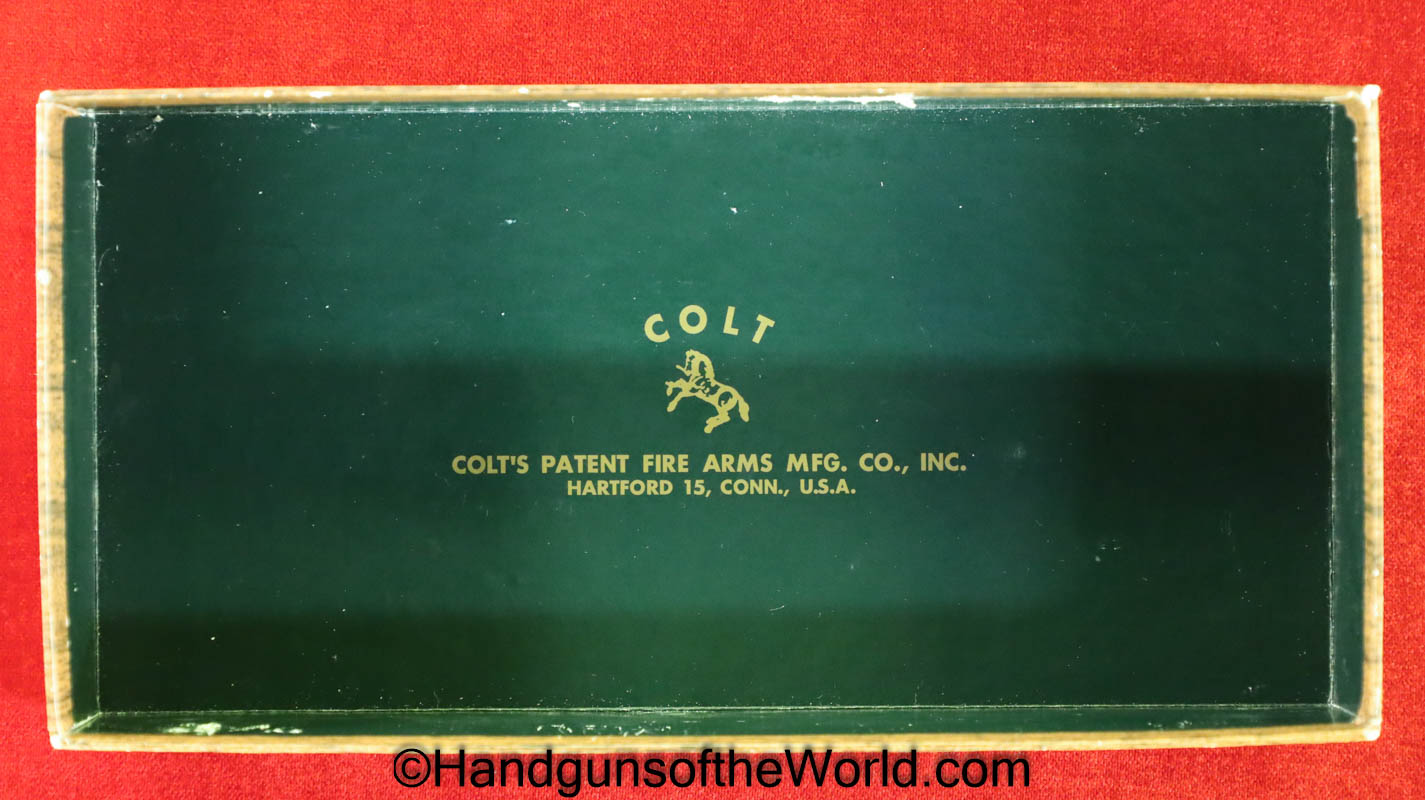 COLT
COLT'S PATENT FIRE ARMS MFG. CO., INC.
HARTFORD 15, CONN., U.S.A.
©HandgunsoftheWorld.com